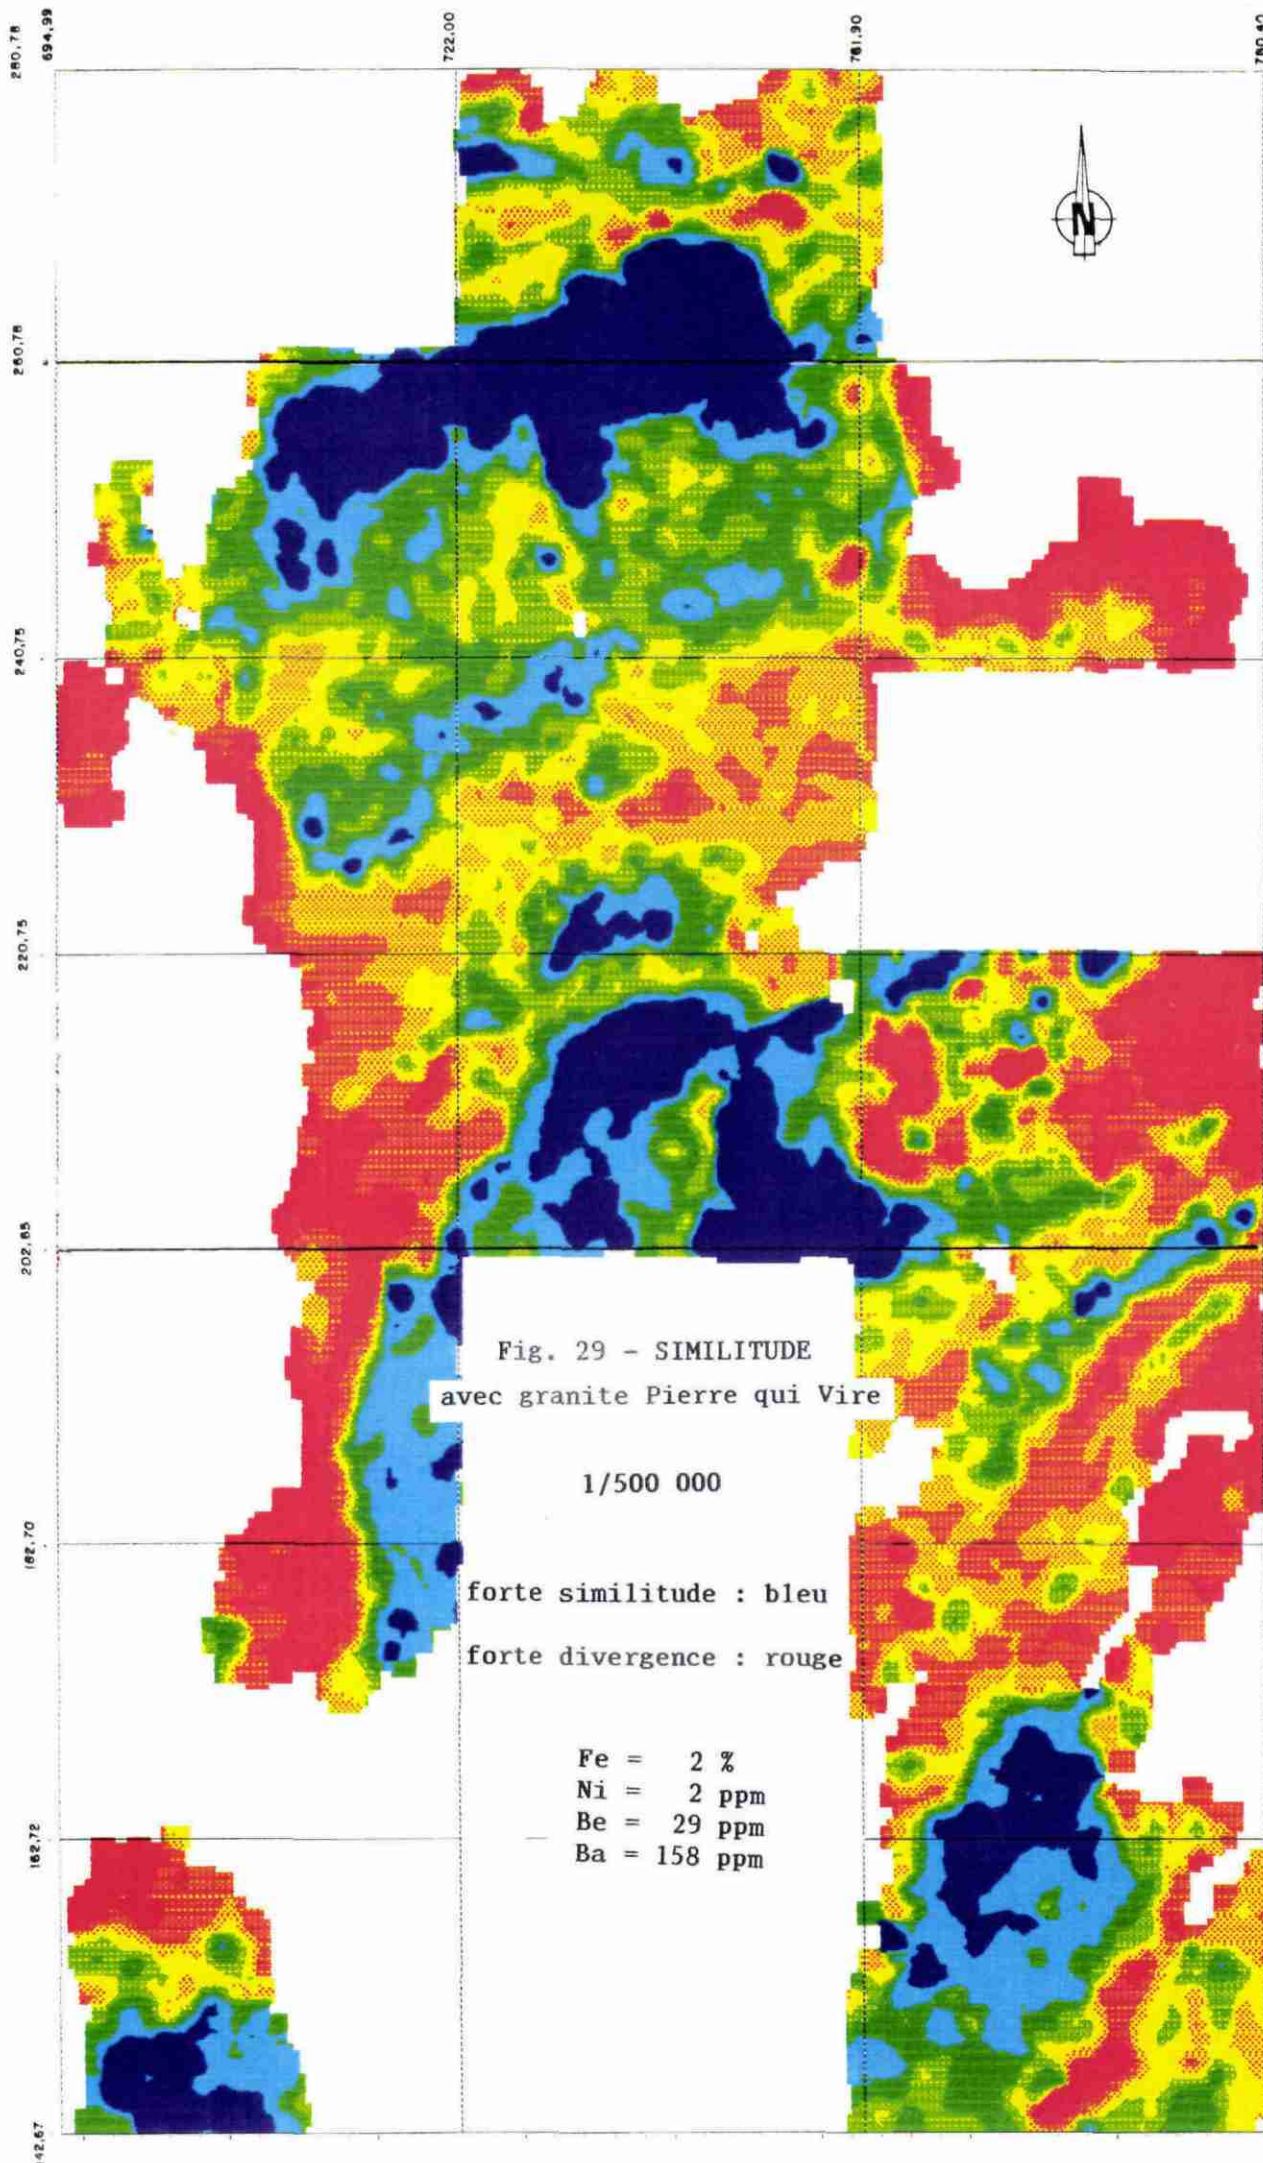 694,99
722,00
761,90
280,78
N
260,78
240,75
220,75
202,65
Fig. 29 - SIMILITUDE
avec granite Pierre qui Vire
1/500 000
182,70
forte similitude : bleu
forte divergence : rouge
Fe = 2 %
Ni = 2 ppm
Be = 29 ppm
Ba = 158 ppm
162,72